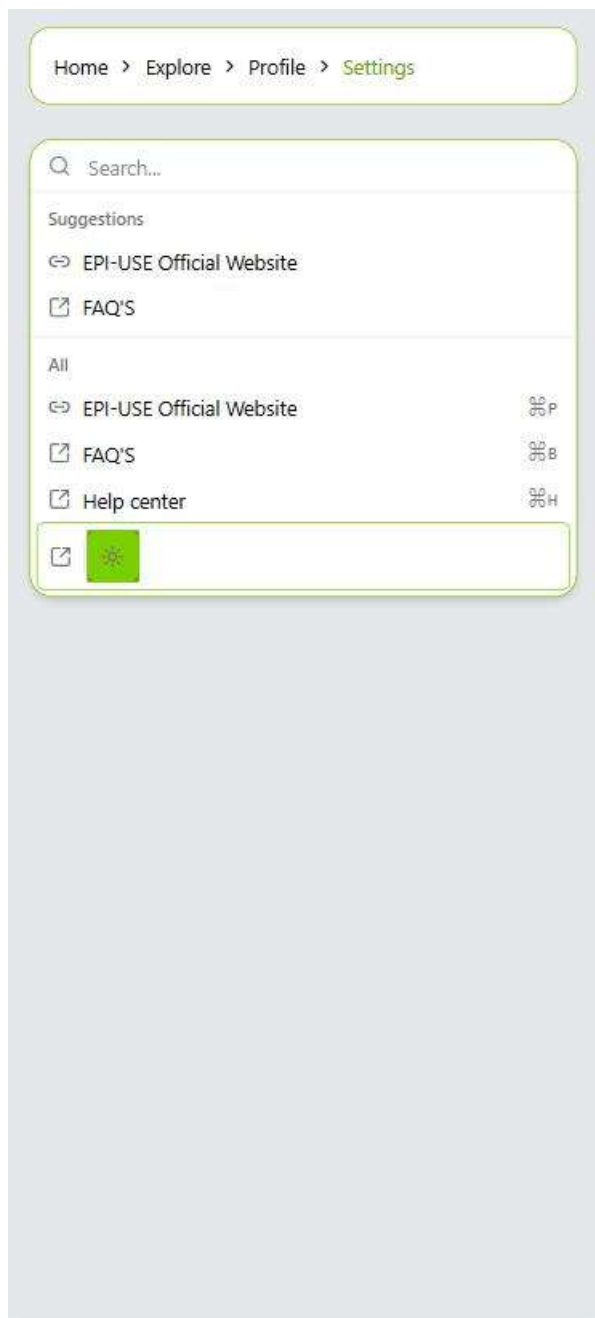 Home > Explore > Profile > Settings
Search...
Suggestions
EPI-USE Official Website
FAQ'S
All
EPI-USE Official Website ⌘P
FAQ'S ⌘B
Help center ⌘H